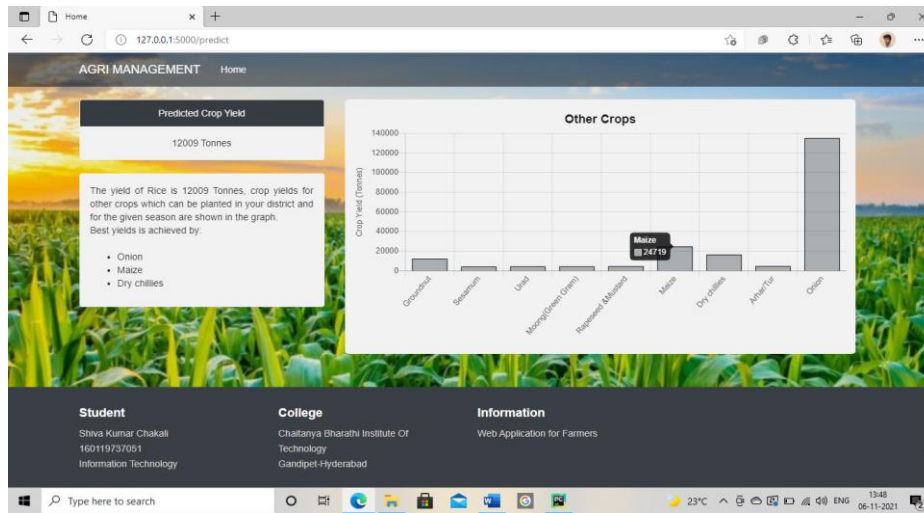 Home
127.0.0.1:5000/predict
AGRI MANAGEMENT Home
Predicted Crop Yield
12009 Tonnes
The yield of Rice is 12009 Tonnes, crop yields for
other crops which can be planted in your district and
for the given season are shown in the graph.
Best yields is achieved by:
• Onion
• Maize
• Dry chillies
Other Crops
Crop Yield (Tonnes)
140000
120000
100000
80000
60000
40000
20000
0
Maize
24719
Groundnut
Sesamum
Urad
Moong(Green Gram)
Rapeseed &Mustard
Maize
Dry chillies
Arhar/Tur
Onion
Student
Shiva Kumar Chakali
160119737051
Information Technology
College
Chaitanya Bharathi Institute Of
Technology
Gandipet-Hyderabad
Information
Web Application for Farmers
Type here to search
23°C
ENG
13:48
06-11-2021